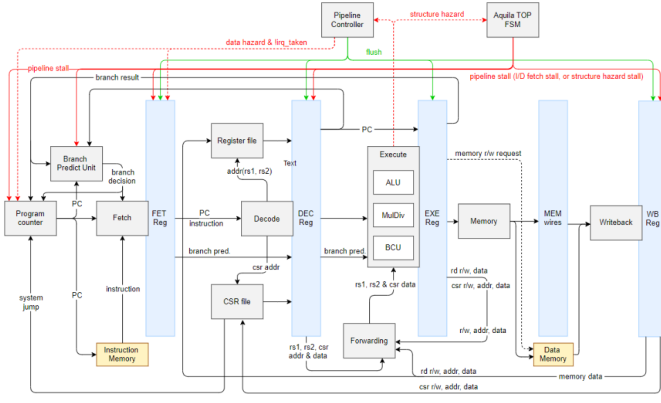 Pipeline
Controller
structure hazard
Aquila TOP
FSM
data hazard & !irq_taken
flush
pipeline stall
branch result
pipeline stall (I/D fetch stall, or structure hazard stall)
Register file
Text
PC
memory r/w request
Branch
Predict Unit
branch
decision
addr(rs1, rs2)
Execute
ALU
MulDiv
BCU
PC
Program
counter
Fetch
FET
Reg
PC
instruction
Decode
DEC
Reg
EXE
Reg
Memory
MEM
wires
Writeback
WB
Reg
branch pred.
branch pred.
csr addr
system
jump
PC
instruction
CSR file
rs1, rs2 & csr data
rd r/w, data
csr r/w, addr, data
r/w, addr, data
Instruction
Memory
rs1, rs2, csr
addr & data
Forwarding
Data
Memory
rd r/w, addr, data
memory data
csr r/w, addr, data